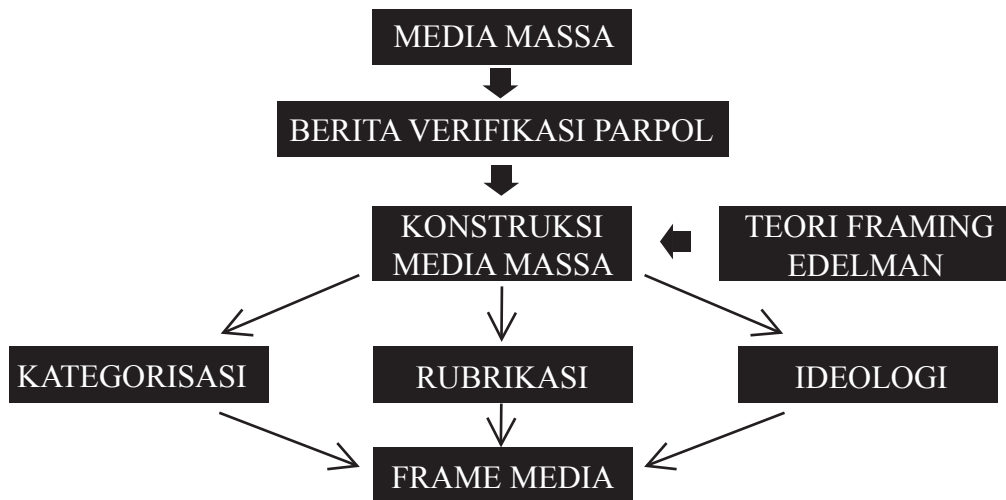 MEDIA MASSA
BERITA VERIFIKASI PARPOL
KONSTRUKSI
MEDIA MASSA
TEORI FRAMING
EDELMAN
KATEGORISASI
RUBRIKASI
IDEOLOGI
FRAME MEDIA